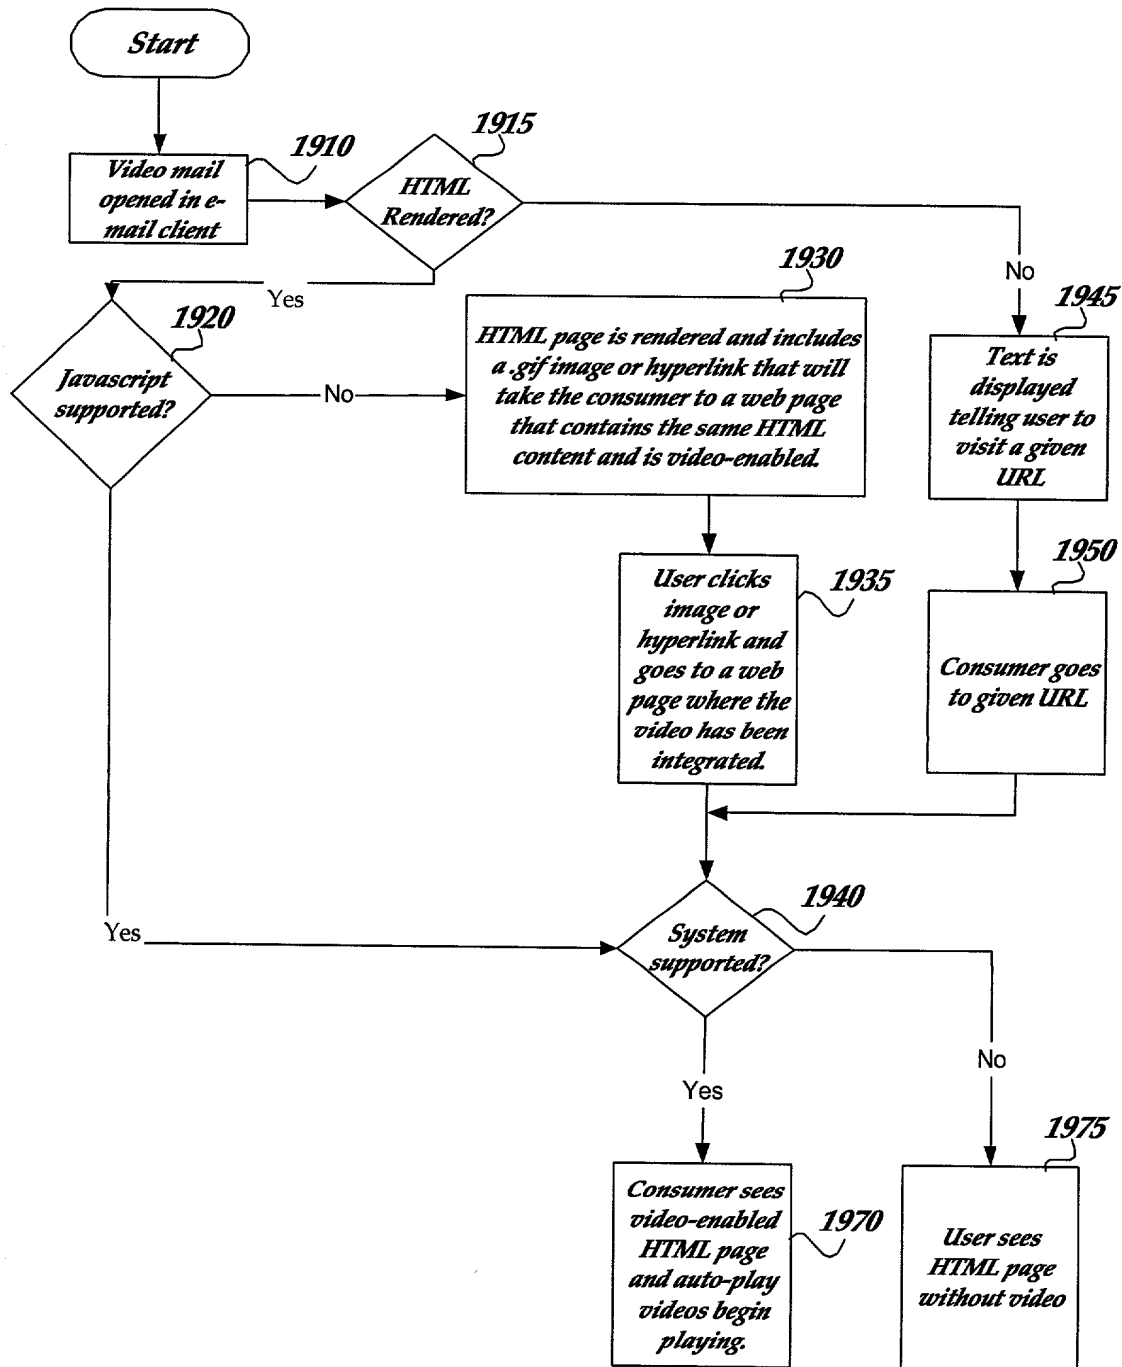 Start
1910
Video mail
opened in e-
mail client
1915
HTML
Rendered?
Yes
No
1920
Javascript
supported?
No
1930
HTML page is rendered and includes
a .gif image or hyperlink that will
take the consumer to a web page
that contains the same HTML
content and is video-enabled.
1945
Text is
displayed
telling user to
visit a given
URL
1935
User clicks
image or
hyperlink and
goes to a web
page where the
video has been
integrated.
1950
Consumer goes
to given URL
Yes
1940
System
supported?
Yes
No
1970
Consumer sees
video-enabled
HTML page
and auto-play
videos begin
playing.
1975
User sees
HTML page
without video